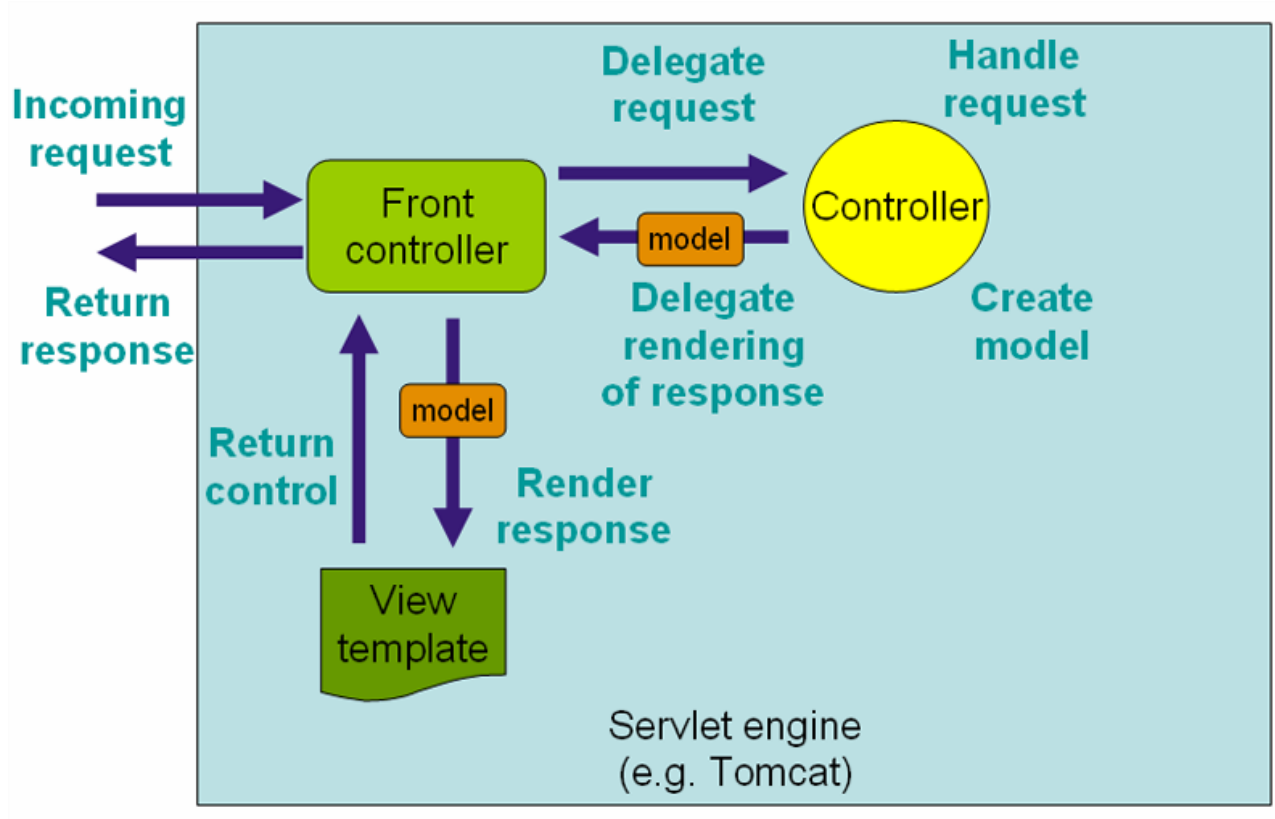 Incoming
request
Return
response
Front
controller
Delegate
request
Handle
request
Controller
model
Delegate
rendering
of response
Create
model
Return
control
model
Render
response
View
template
Servlet engine
(e.g. Tomcat)